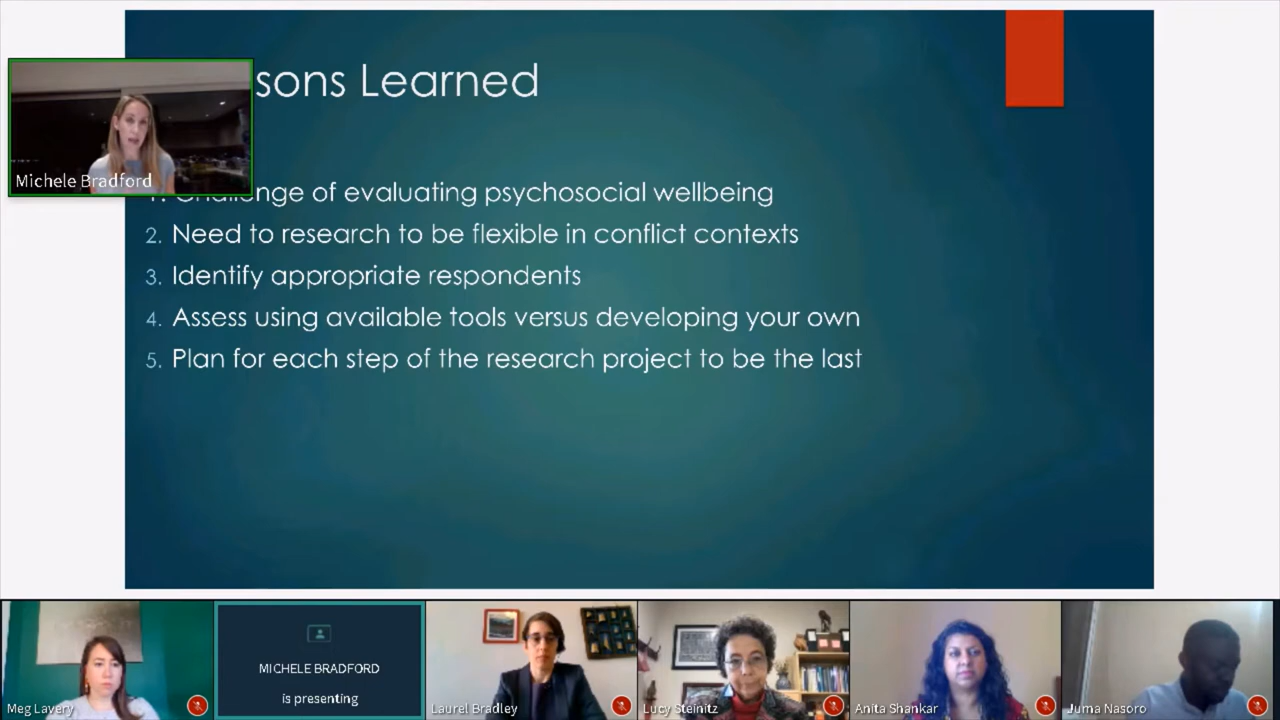 sons Learned
Michele Bradford
1. Challenge of evaluating psychosocial wellbeing
2. Need to research to be flexible in conflict contexts
3. Identify appropriate respondents
4. Assess using available tools versus developing your own
5. Plan for each step of the research project to be the last
MICHELE BRADFORD
is presenting
Meg Lavery
Laurel Bradley
Lucy Steinitz
Anita Shankar
Juma Nasoro